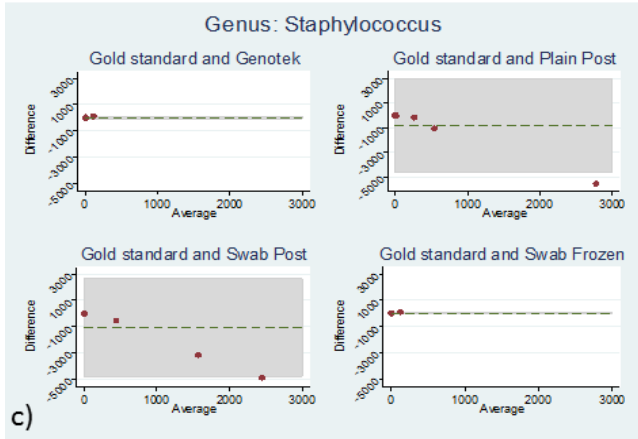 Genus: Staphylococcus
Gold standard and Genotek
Gold standard and Plain Post
Difference
3000
1000
-1000
-3000
-5000
0
1000
2000
3000
Average
Difference
3000
1000
-1000
-5000
0
1000
2000
3000
Average
Gold standard and Swab Post
Gold standard and Swab Frozen
Difference
3000
1000
-1000
-3000
-5000
0
1000
2000
3000
Average
Difference
3000
1000
-1000
-3000
-5000
0
1000
2000
3000
Average
c)